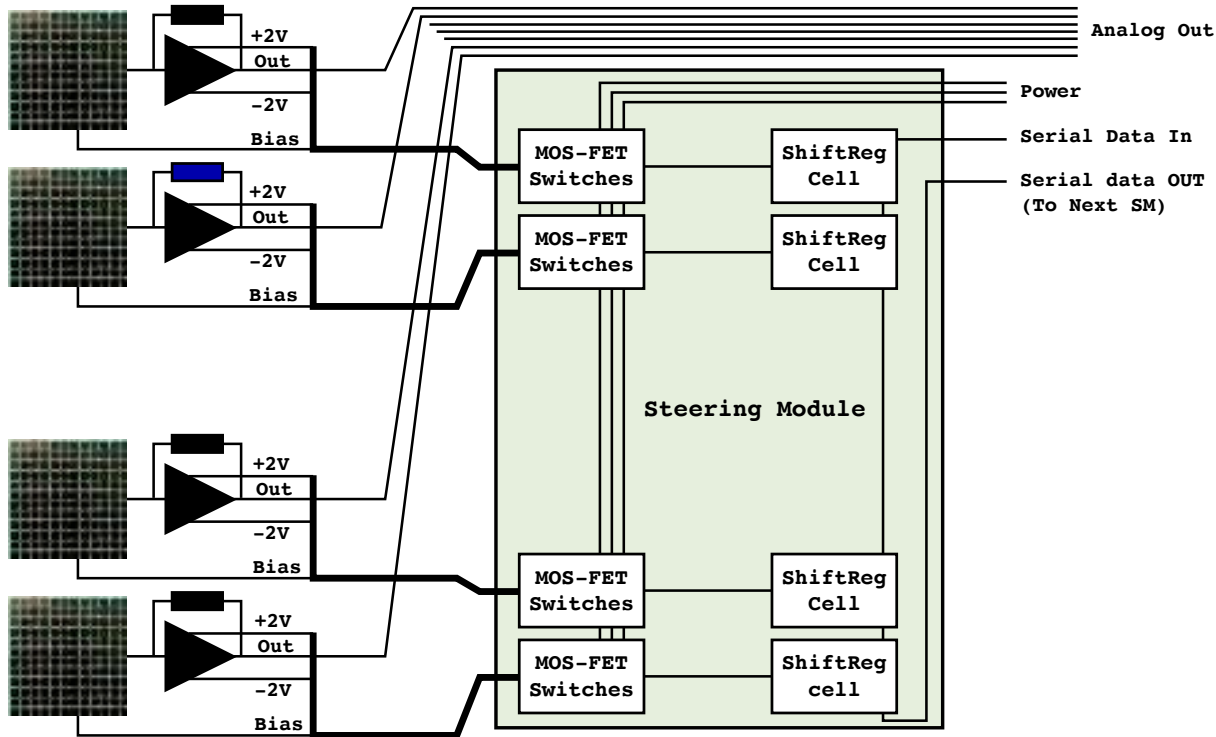 +2V
Out
-2V
Bias
Analog Out
Power
Serial Data In
Serial data OUT
(To Next SM)
MOS-FET
Switches
ShiftReg
Cell
+2V
Out
-2V
Bias
MOS-FET
Switches
ShiftReg
Cell
Steering Module
+2V
Out
-2V
Bias
MOS-FET
Switches
ShiftReg
Cell
+2V
Out
-2V
Bias
MOS-FET
Switches
ShiftReg
cell